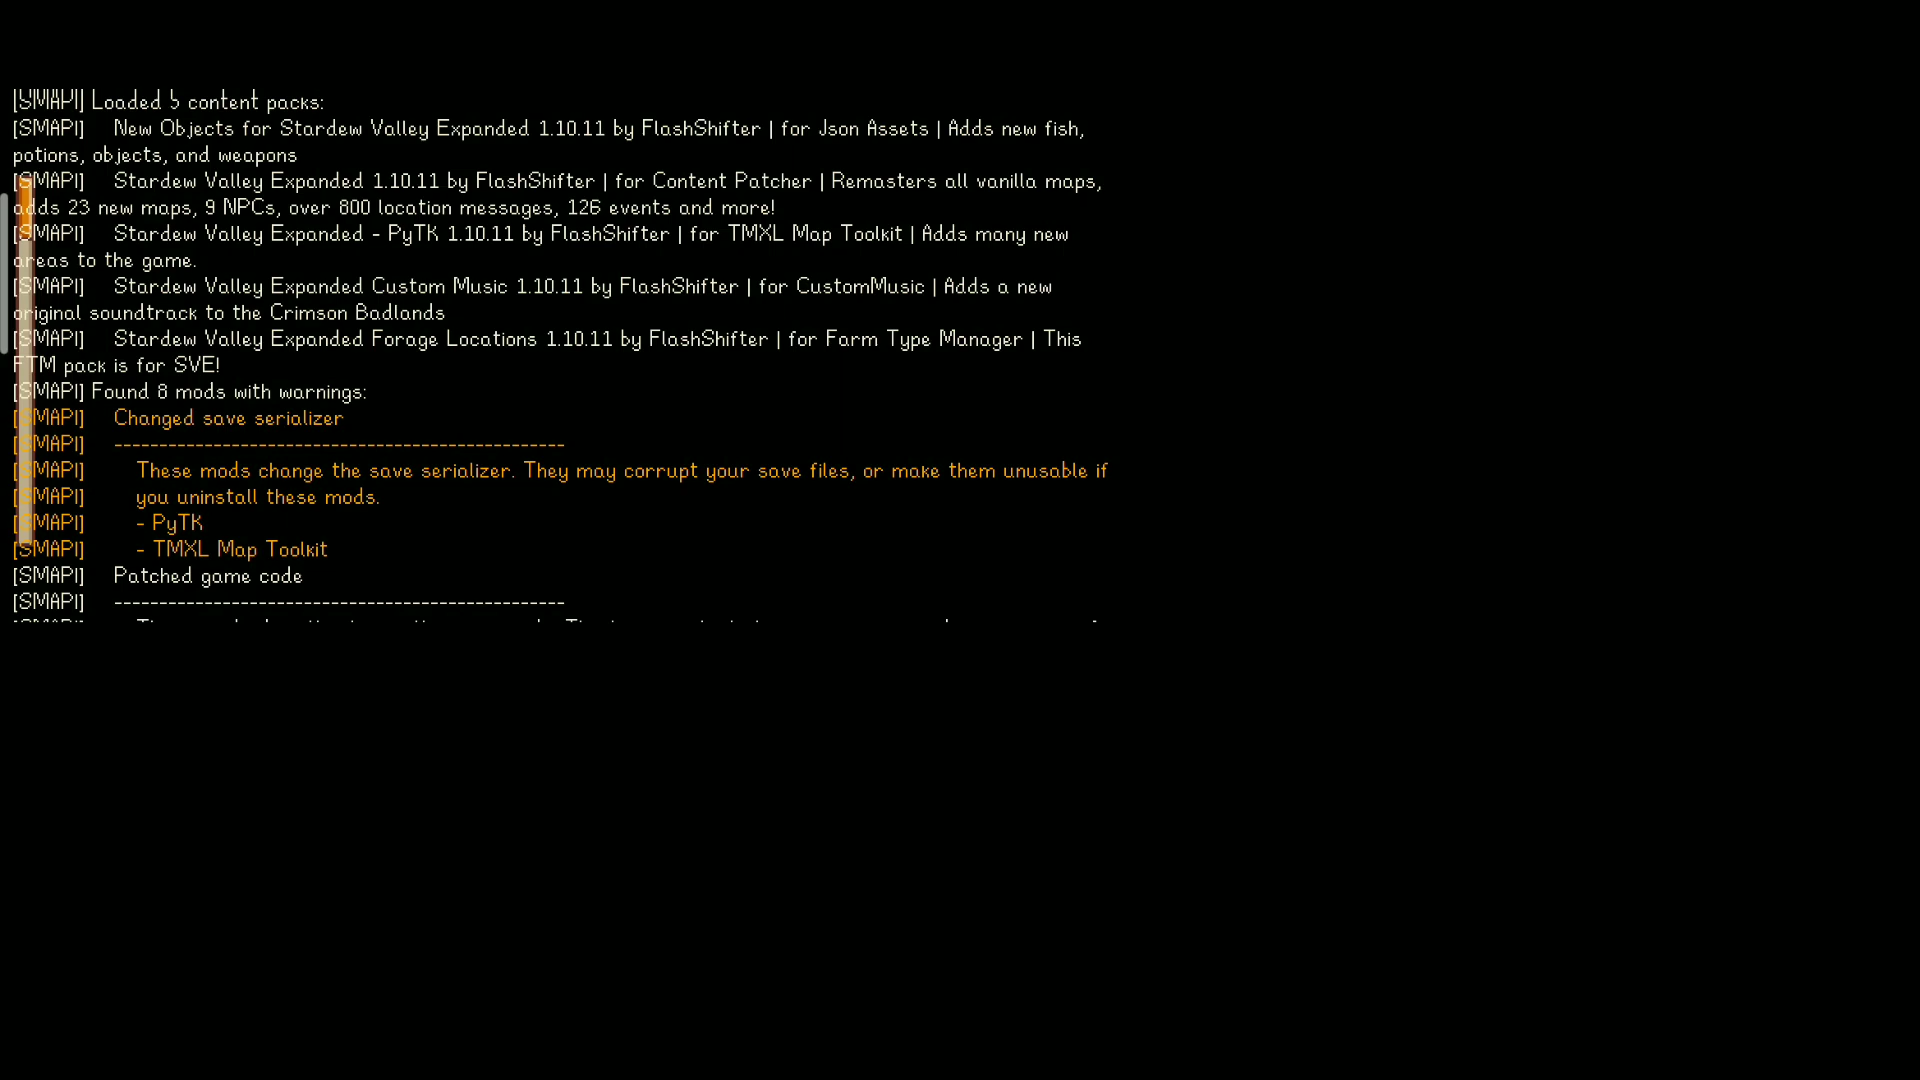 [SMAPI] Loaded 5 content packs:
[SMAPI] New Objects for Stardew Valley Expanded 1.10.11 by FlashShifter | for Json Assets | Adds new fish,
potions, objects, and weapons
[SMAPI] Stardew Valley Expanded 1.10.11 by FlashShifter | for Content Patcher | Remasters all vanilla maps,
adds 23 new maps, 9 NPCs, over 800 location messages, 126 events and more!
[SMAPI] Stardew Valley Expanded - PyTK 1.10.11 by FlashShifter | for TMXL Map Toolkit | Adds many new
areas to the game.
[SMAPI] Stardew Valley Expanded Custom Music 1.10.11 by FlashShifter | for CustomMusic | Adds a new
original soundtrack to the Crimson Badlands
[SMAPI] Stardew Valley Expanded Forage Locations 1.10.11 by FlashShifter | for Farm Type Manager | This
FTM pack is for SVE!
[SMAPI] Found 8 mods with warnings:
[SMAPI] Changed save serializer
[SMAPI] --------------------------------------------------
[SMAPI] These mods change the save serializer. They may corrupt your save files, or make them unusable if
[SMAPI] you uninstall these mods.
[SMAPI] - PyTK
[SMAPI] - TMXL Map Toolkit
[SMAPI] Patched game code
[SMAPI] --------------------------------------------------